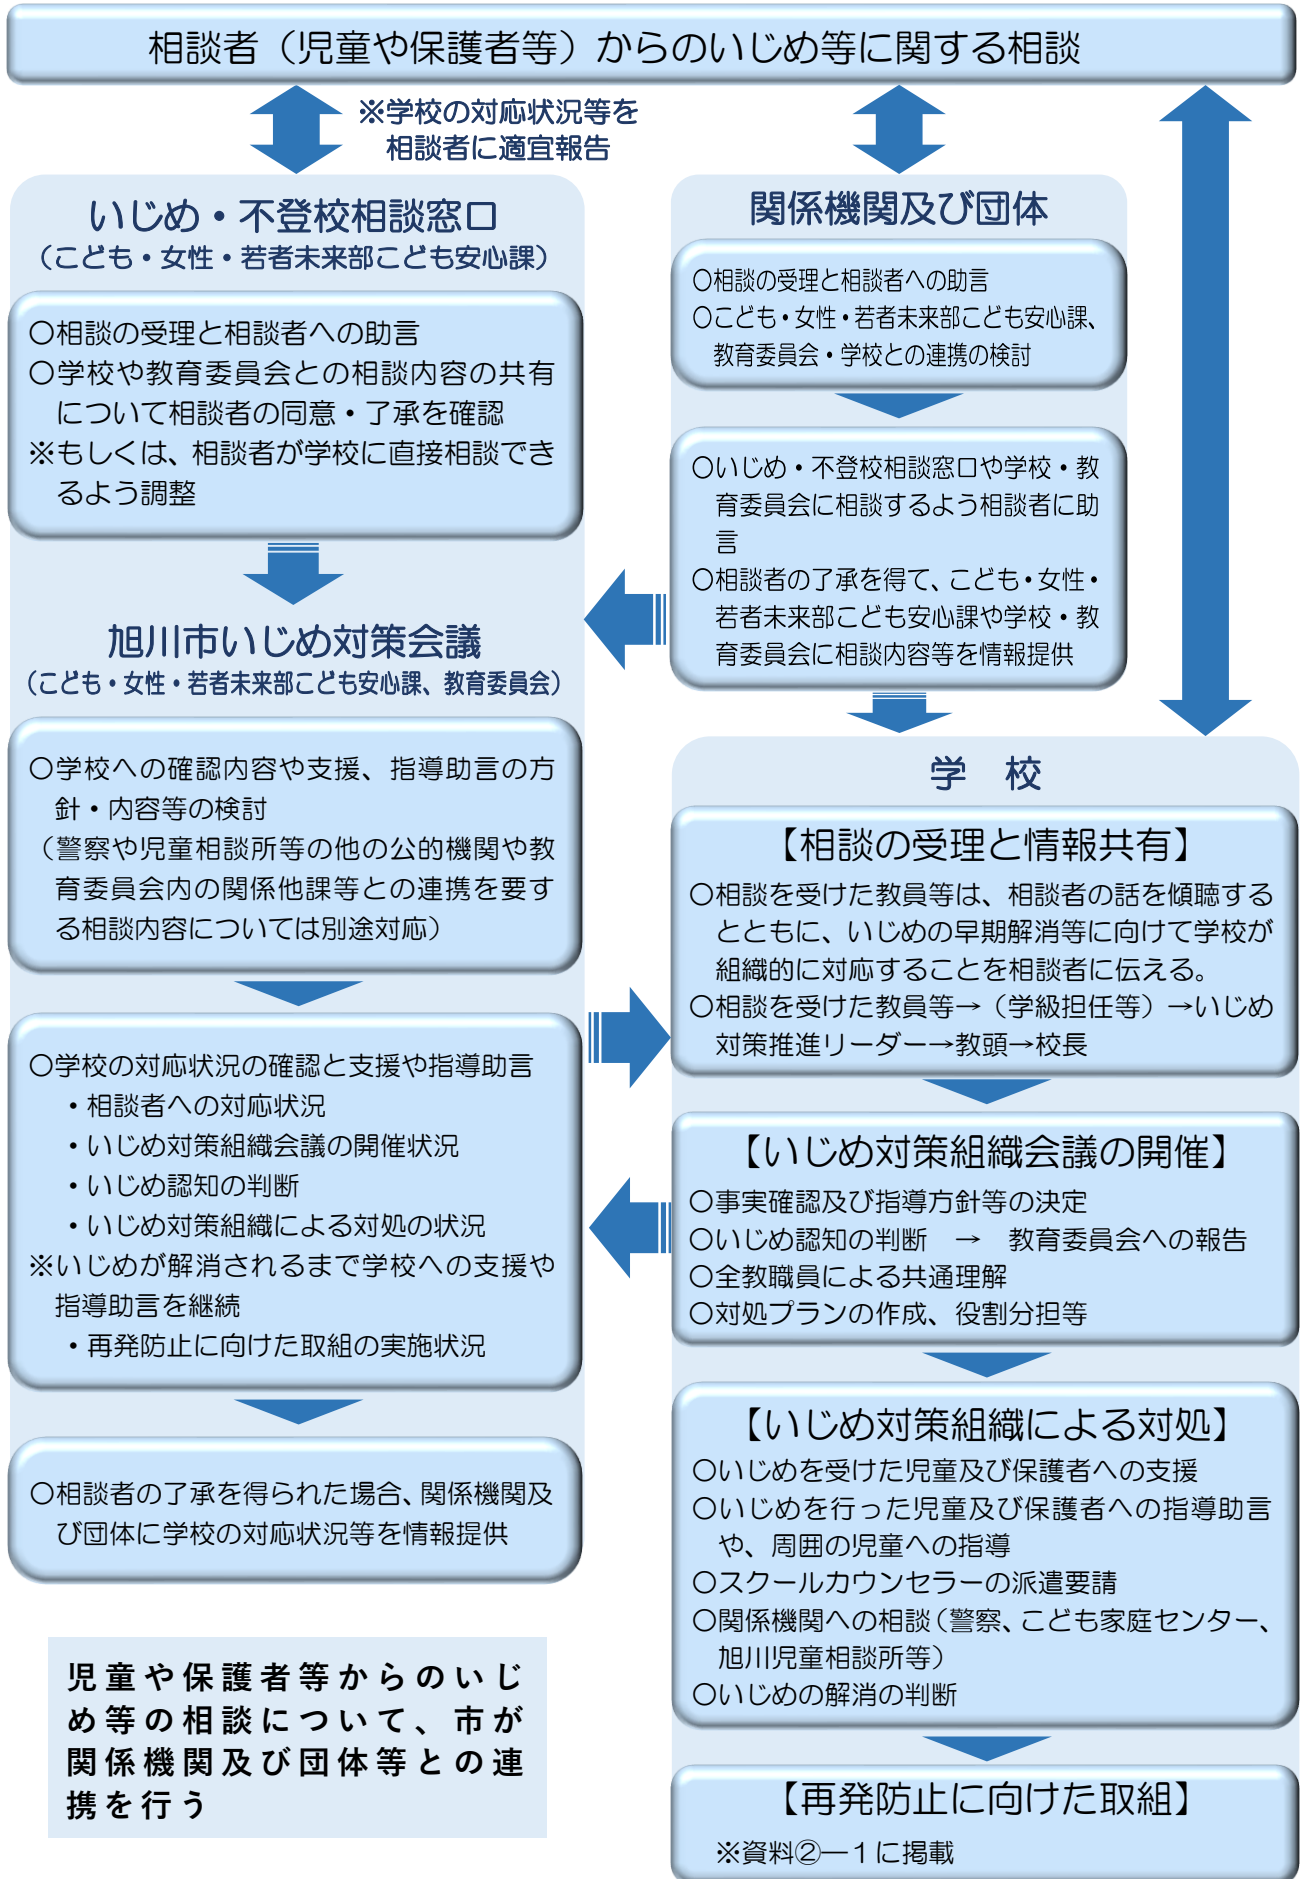 相談者（児童や保護者等）からのいじめ等に関する相談
※学校の対応状況等を
相談者に適宜報告
いじめ・不登校相談窓口
（こども・女性・若者未来部こども安心課）
〇相談の受理と相談者への助言
〇学校や教育委員会との相談内容の共有
について相談者の同意・了承を確認
※もしくは、相談者が学校に直接相談でき
るよう調整
旭川市いじめ対策会議
（こども・女性・若者未来部こども安心課、教育委員会）
〇学校への確認内容や支援、指導助言の方
針・内容等の検討
（警察や児童相談所等の他の公的機関や教
育委員会内の関係他課等との連携を要す
る相談内容については別途対応）
〇学校の対応状況の確認と支援や指導助言
・相談者への対応状況
・いじめ対策組織会議の開催状況
・いじめ認知の判断
・いじめ対策組織による対処の状況
※いじめが解消されるまで学校への支援や
指導助言を継続
・再発防止に向けた取組の実施状況
〇相談者の了承を得られた場合、関係機関及
び団体に学校の対応状況等を情報提供
児童や保護者等からのいじ
め等の相談について、市が
関係機関及び団体等との連
携を行う
関係機関及び団体
〇相談の受理と相談者への助言
〇こども・女性・若者未来部こども安心課、
教育委員会・学校との連携の検討
〇いじめ・不登校相談窓口や学校・教
育委員会に相談するよう相談者に助
言
〇相談者の了承を得て、こども・女性・
若者未来部こども安心課や学校・教
育委員会に相談内容等を情報提供
学　校
【相談の受理と情報共有】
〇相談を受けた教員等は、相談者の話を傾聴する
とともに、いじめの早期解消等に向けて学校が
組織的に対応することを相談者に伝える。
〇相談を受けた教員等→（学級担任等）→いじめ
対策推進リーダー→教頭→校長
【いじめ対策組織会議の開催】
〇事実確認及び指導方針等の決定
〇いじめ認知の判断　→　教育委員会への報告
〇全教職員による共通理解
〇対処プランの作成、役割分担等
【いじめ対策組織による対処】
〇いじめを受けた児童及び保護者への支援
〇いじめを行った児童及び保護者への指導助言
や、周囲の児童への指導
〇スクールカウンセラーの派遣要請
〇関係機関への相談（警察、こども家庭センター、
旭川児童相談所等）
〇いじめの解消の判断
【再発防止に向けた取組】
※資料②―１に掲載